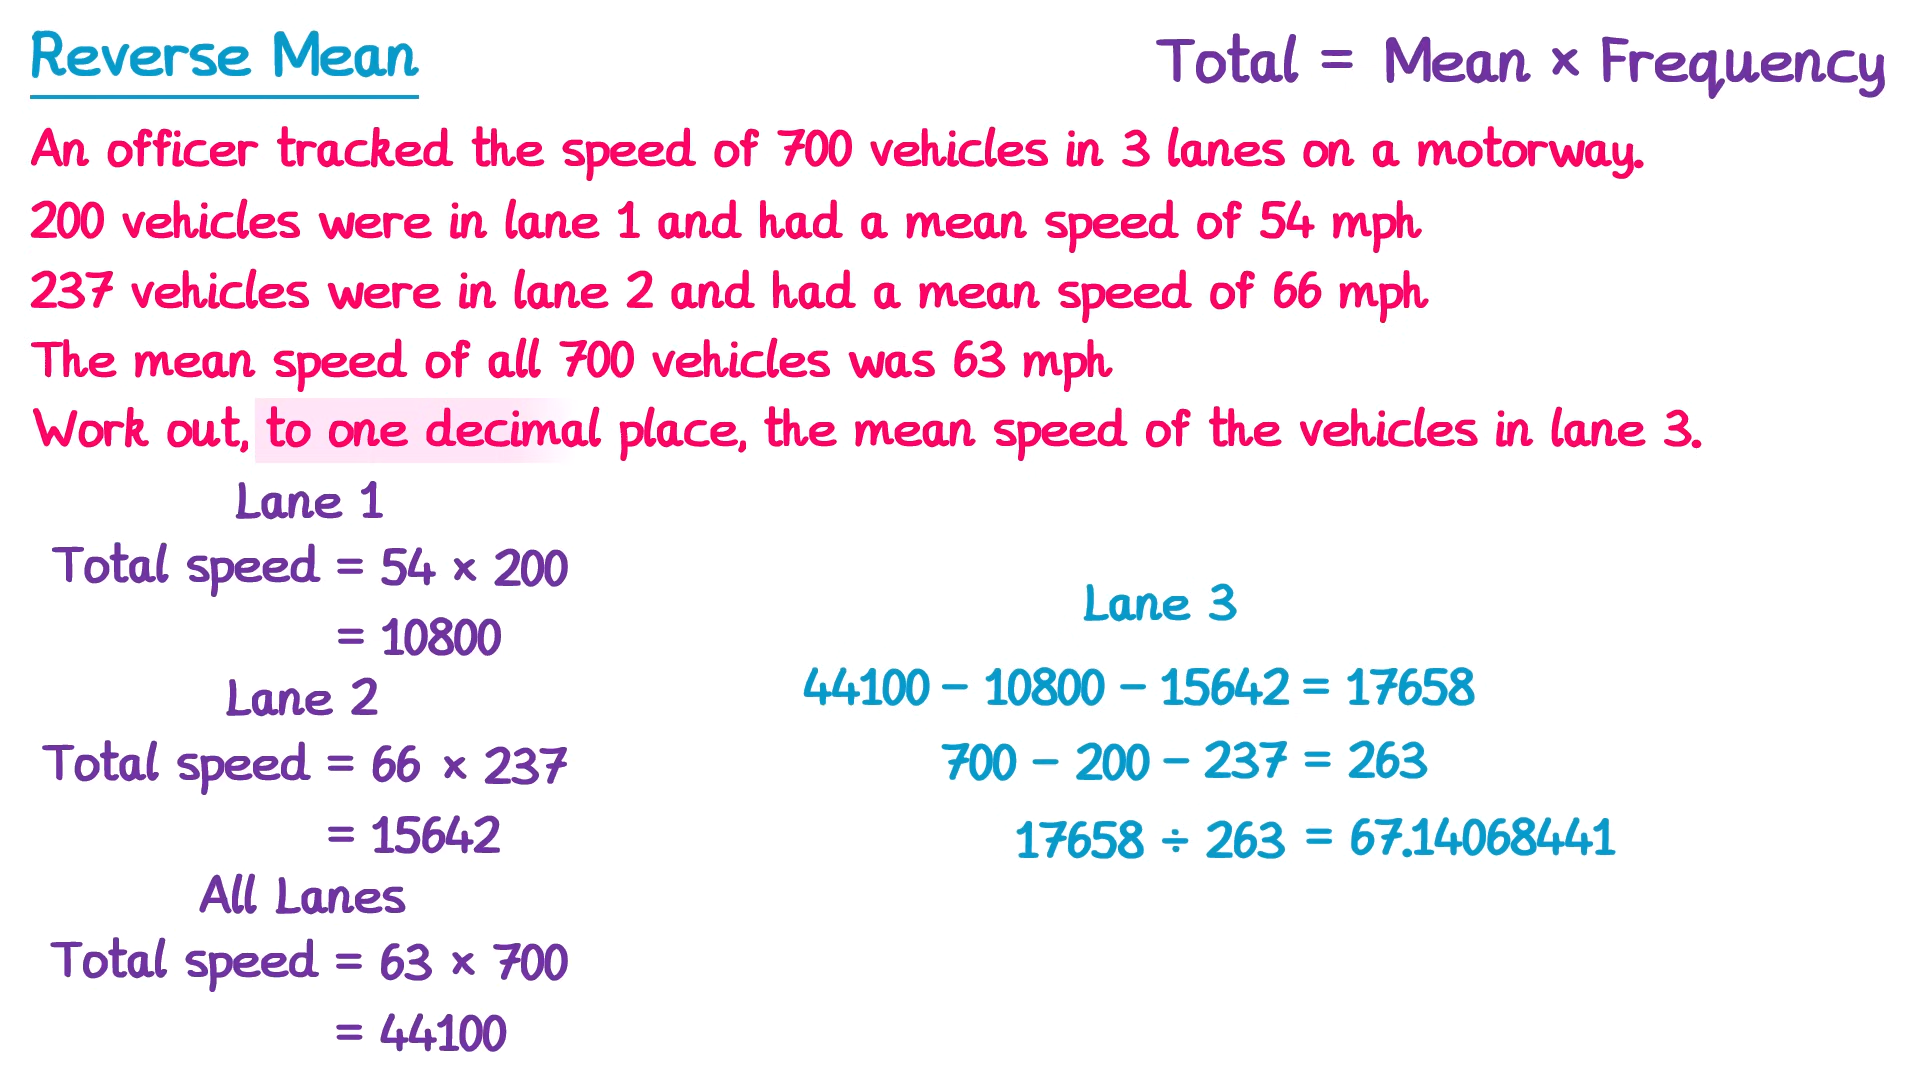 Reverse Mean
Total = Mean × Frequency
An officer tracked the speed of 700 vehicles in 3 lanes on a motorway.
200 vehicles were in lane 1 and had a mean speed of 54 mph
237 vehicles were in lane 2 and had a mean speed of 66 mph
The mean speed of all 700 vehicles was 63 mph
Work out, to one decimal place, the mean speed of the vehicles in lane 3.
Lane 1
Total speed = 54 × 200
= 10800
Lane 2
Total speed = 66 × 237
= 15642
All Lanes
Total speed = 63 × 700
= 44100
Lane 3
44100 – 10800 – 15642 = 17658
700 – 200 – 237 = 263
17658 ÷ 263 = 67.14068441